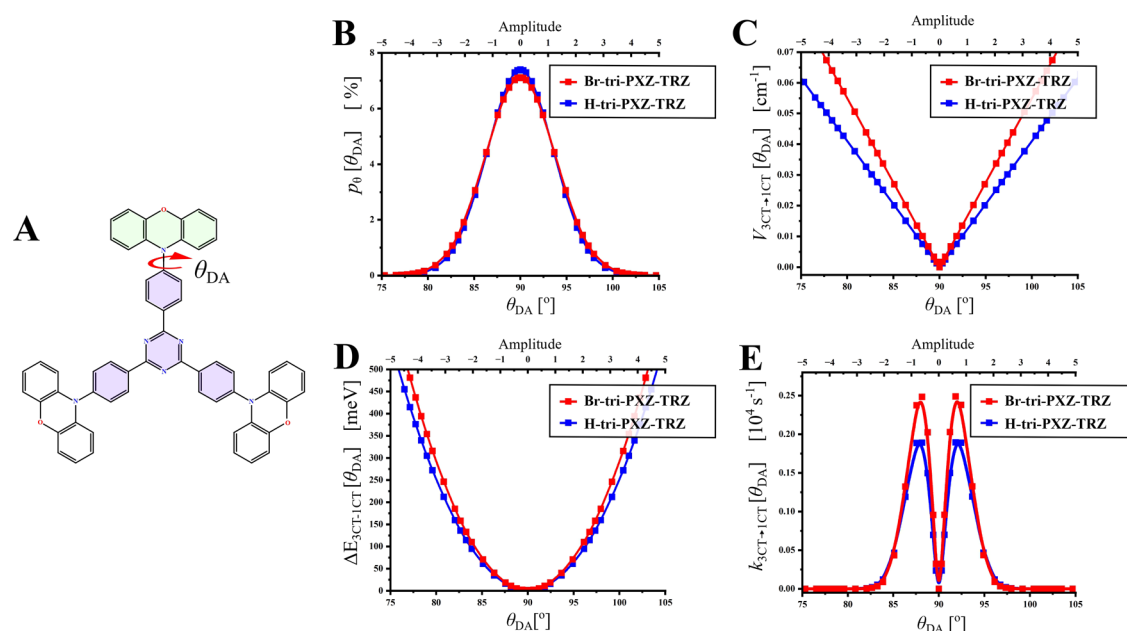 A
O
N
θDA
N
N
N
N
N
O
O
B
Amplitude
−5 −4 −3 −2 −1 0 1 2 3 4 5
Br-tri-PXZ-TRZ
H-tri-PXZ-TRZ
pθ [θDA] [ %]
8
6
4
2
0
75 80 85 90 95 100 105
θDA [º]
C
Amplitude
−5 −4 −3 −2 −1 0 1 2 3 4 5
Br-tri-PXZ-TRZ
H-tri-PXZ-TRZ
V3CT→1CT [θDA] [cm-1]
0.07
0.06
0.05
0.04
0.03
0.02
0.01
0.00
75 80 85 90 95 100 105
θDA [º]
D
Amplitude
−5 −4 −3 −2 −1 0 1 2 3 4 5
Br-tri-PXZ-TRZ
H-tri-PXZ-TRZ
ΔE3CT-1CT [θDA] [meV]
500
450
400
350
300
250
200
150
100
50
0
75 80 85 90 95 100 105
θDA[º]
E
Amplitude
−5 −4 −3 −2 −1 0 1 2 3 4 5
Br-tri-PXZ-TRZ
H-tri-PXZ-TRZ
k3CT→1CT [θDA] [10⁴ s-1]
0.25
0.20
0.15
0.10
0.05
0.00
75 80 85 90 95 100 105
θDA [º]